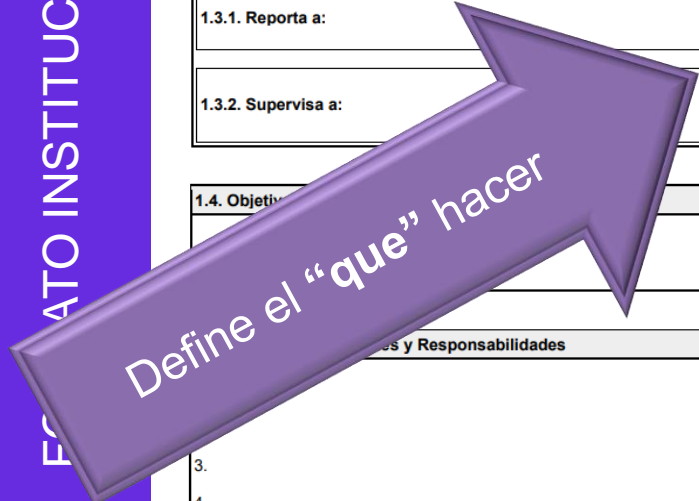 ATO INSTITUC
1.3.1. Reporta a:
1.3.2. Supervisa a:
1.4. Objetiv
Define el “que” hacer
es y Responsabilidades
3.